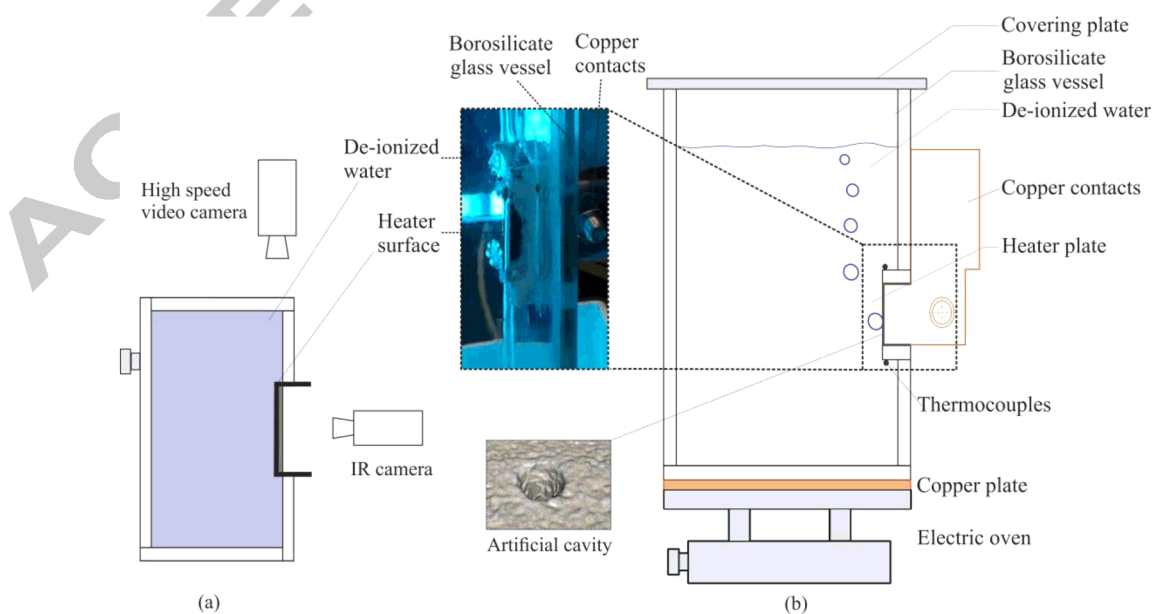 Covering plate
Borosilicate
glass vessel
Copper
contacts
Borosilicate
glass vessel
De-ionized water
De-ionized
water
High speed
video camera
Copper contacts
Heater
surface
Heater plate
Thermocouples
IR camera
Copper plate
Artificial cavity
Electric oven
(a)
(b)